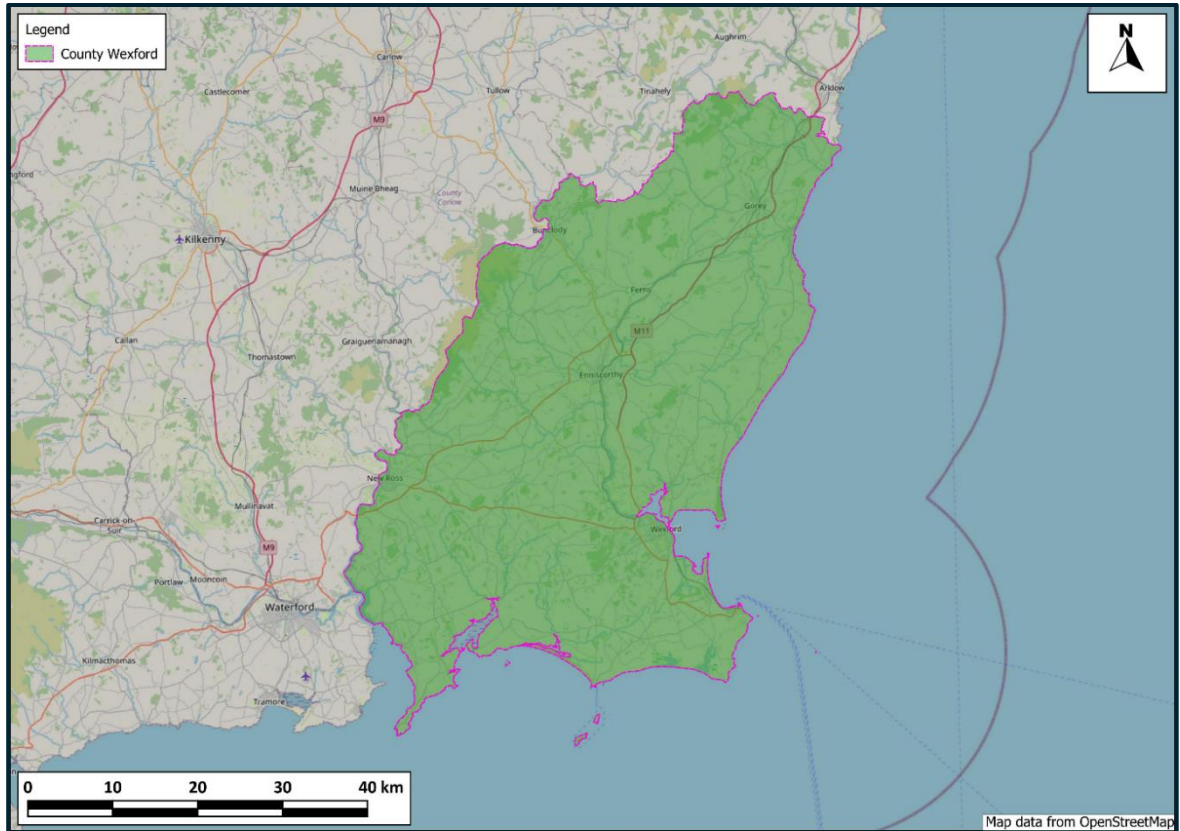 Legend
County Wexford
N
Aughrim
Carlow
Arklow
Castlecomer
Tullow
Tinahely
M9
Muine Bheag
County
Carlow
Gorey
Bunclody
Kilkenny
Ferns
M11
Callan
Graiguenamanagh
Thomastown
Enniscorthy
New Ross
Mullinavat
Carrick-on-
Suir
Wexford
M9
Portlaw
Mooncoin
Waterford
Kilmacthomas
Tramore
0 10 20 30 40 km
Map data from OpenStreetMap